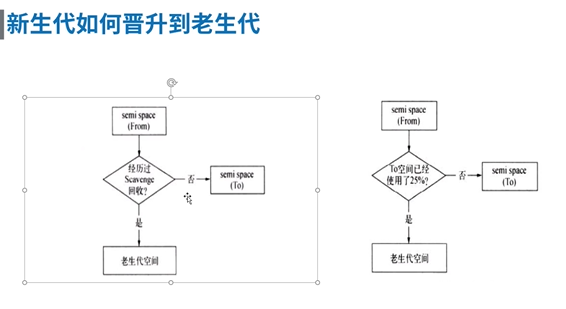 新生代如何晋升到老生代
semi space
(From)
经历过
Scavenge
回收?
否
semi space
(To)
是
老生代空间
semi space
(From)
To空间已经
使用了25%?
否
semi space
(To)
是
老生代空间